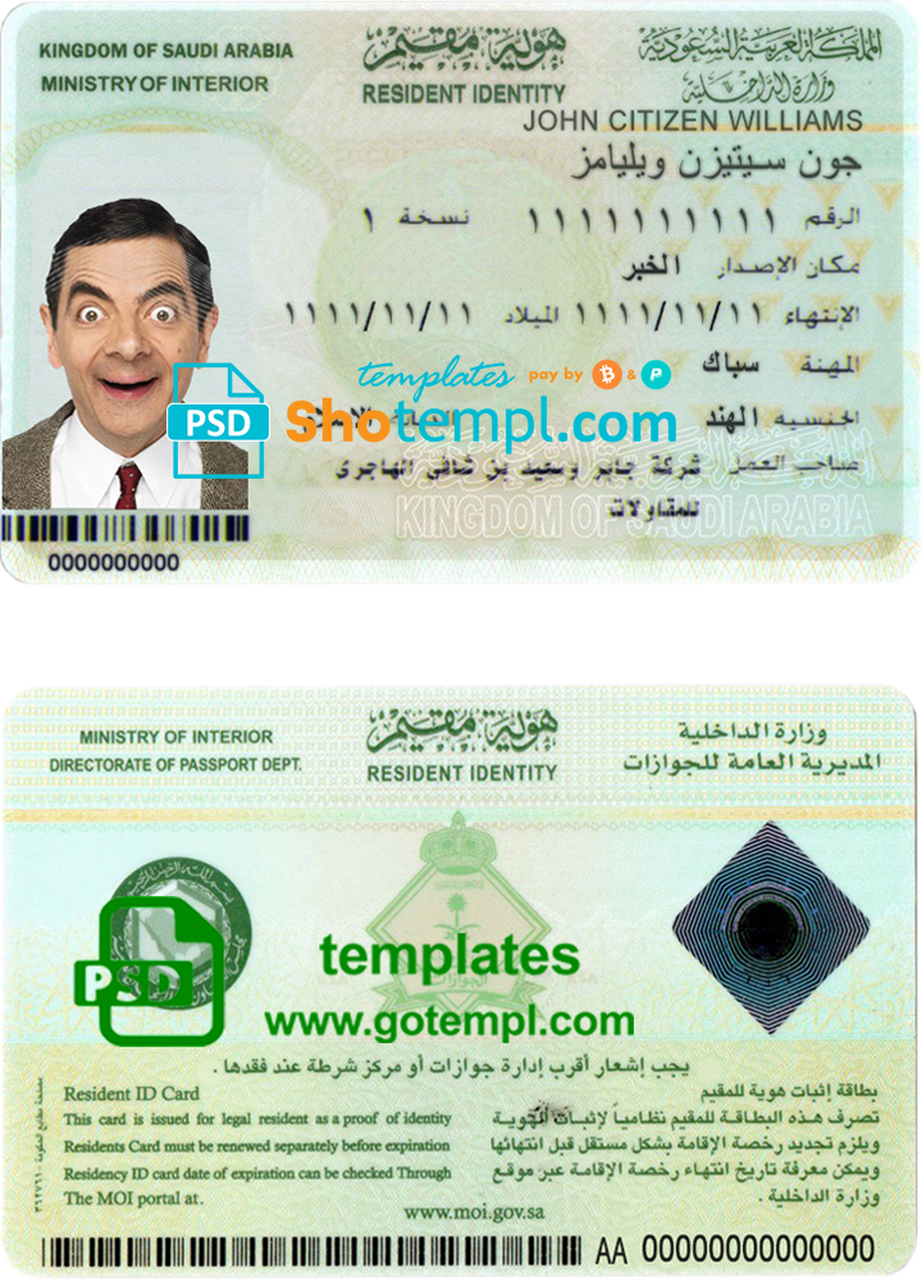 KINGDOM OF SAUDI ARABIA
MINISTRY OF INTERIOR
هوية مقيم
RESIDENT IDENTITY
المملكة العربية السعودية
وزارة الداخلية
JOHN CITIZEN WILLIAMS
جون سيتيزن ويليامز
الرقم ١١١١١١١١١١ نسخة ١
مكان الإصدار الخبر
الإنتهاء ١١١١/١١/١١ الميلاد ١١١١/١١/١١
المهنة سباك
templates pay by & P
PSD
Shotempl.com
الجنسية الهند
صاحب العمل شركة جابر وسعيد بن شافى الهاجرى
للمقاولات
KINGDOM OF SAUDI ARABIA
0000000000
MINISTRY OF INTERIOR
DIRECTORATE OF PASSPORT DEPT.
هوية مقيم
RESIDENT IDENTITY
وزارة الداخلية
المديرية العامة للجوازات
PSD
templates
www.gotempl.com
يجب إشعار أقرب إدارة جوازات أو مركز شرطة عند فقدها .
Resident ID Card
This card is issued for legal resident as a proof of identity
Residents Card must be renewed separately before expiration
Residency ID card date of expiration can be checked Through
The MOI portal at.
www.moi.gov.sa
بطاقة إثبات هوية للمقيم
تصرف هذه البطاقة للمقيم نظامياً لإثبات الهوية
ويلزم تجديد رخصة الإقامة بشكل مستقل قبل انتهائها
ويمكن معرفة تاريخ انتهاء رخصة الإقامة عبر موقع
وزارة الداخلية .
AA 00000000000000